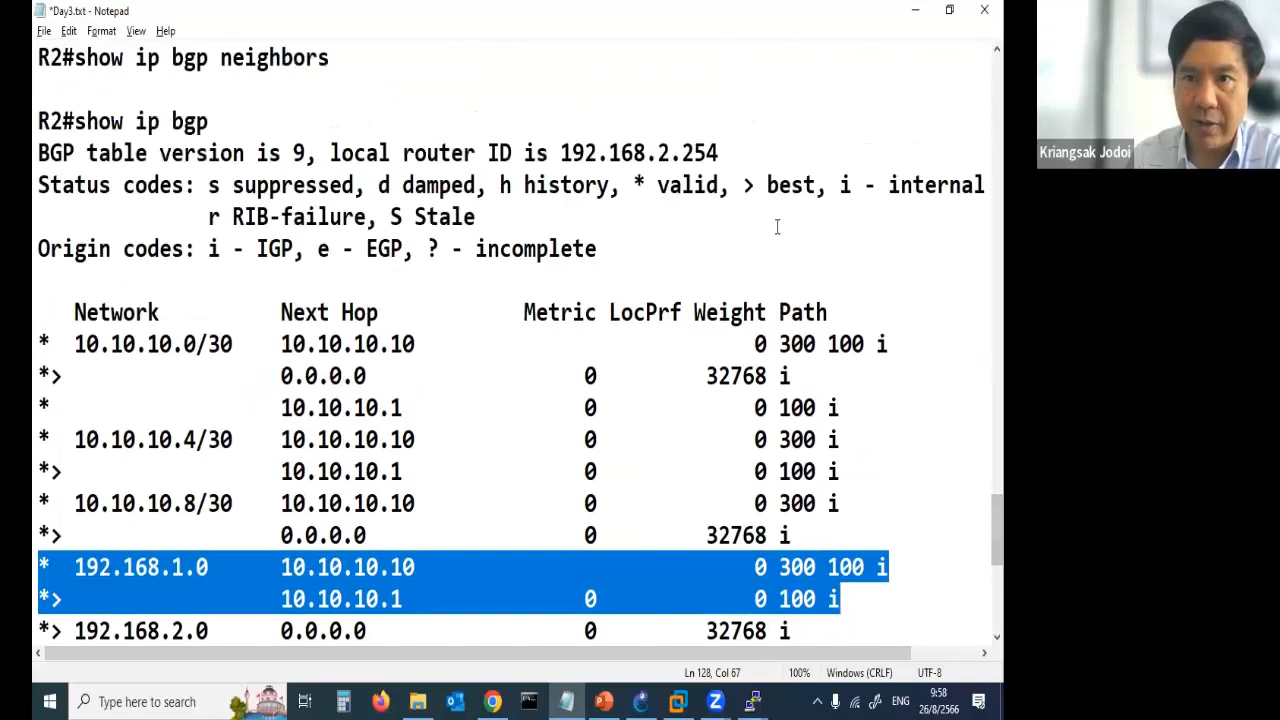 *Day3.txt - Notepad
File Edit Format View Help
R2#show ip bgp neighbors
R2#show ip bgp
BGP table version is 9, local router ID is 192.168.2.254
Status codes: s suppressed, d damped, h history, * valid, > best, i - internal
r RIB-failure, S Stale
Origin codes: i - IGP, e - EGP, ? - incomplete
Network Next Hop Metric LocPrf Weight Path
* 10.10.10.0/30 10.10.10.10 0 300 100 i
*> 0.0.0.0 0 32768 i
* 10.10.10.1 0 0 100 i
* 10.10.10.4/30 10.10.10.10 0 0 300 i
*> 10.10.10.1 0 0 100 i
* 10.10.10.8/30 10.10.10.10 0 0 300 i
*> 0.0.0.0 0 32768 i
* 192.168.1.0 10.10.10.10 0 300 100 i
*> 10.10.10.1 0 0 100 i
*> 192.168.2.0 0.0.0.0 0 32768 i
Ln 128, Col 67 100% Windows (CRLF) UTF-8
Type here to search
ENG
9:58
26/8/2566
Kriangsak Jodoi